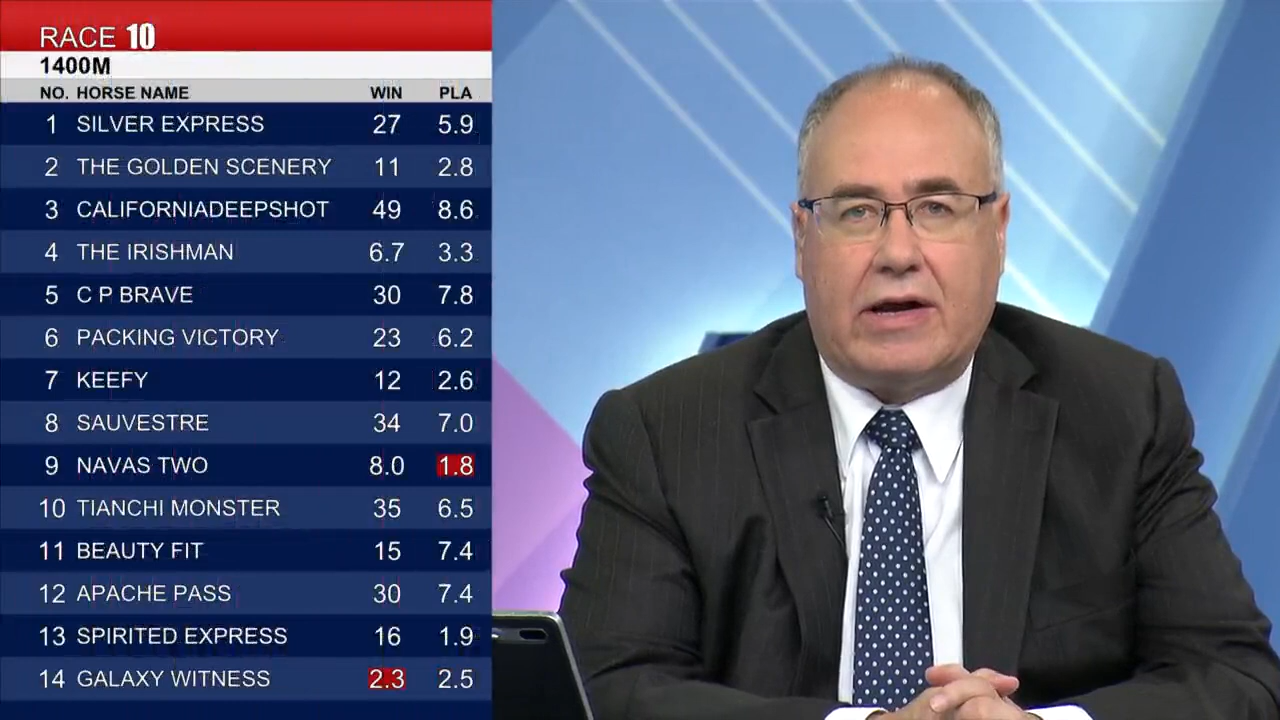 RACE 10
1400M
NO. HORSE NAME WIN PLA
1 SILVER EXPRESS 27 5.9
2 THE GOLDEN SCENERY 11 2.8
3 CALIFORNIADEEPSHOT 49 8.6
4 THE IRISHMAN 6.7 3.3
5 C P BRAVE 30 7.8
6 PACKING VICTORY 23 6.2
7 KEEFY 12 2.6
8 SAUVESTRE 34 7.0
9 NAVAS TWO 8.0 1.8
10 TIANCHI MONSTER 35 6.5
11 BEAUTY FIT 15 7.4
12 APACHE PASS 30 7.4
13 SPIRITED EXPRESS 16 1.9
14 GALAXY WITNESS 2.3 2.5